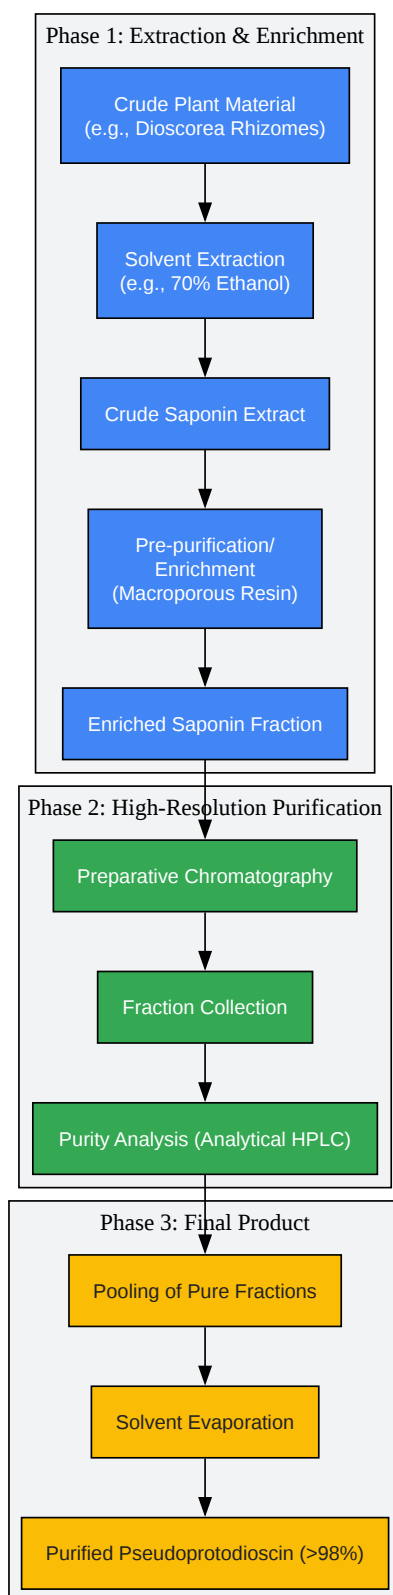 Phase 1: Extraction & Enrichment
Crude Plant Material
(e.g., Dioscorea Rhizomes)
Solvent Extraction
(e.g., 70% Ethanol)
Crude Saponin Extract
Pre-purification/
Enrichment
(Macroporous Resin)
Enriched Saponin Fraction
Phase 2: High-Resolution Purification
Preparative Chromatography
Fraction Collection
Purity Analysis (Analytical HPLC)
Phase 3: Final Product
Pooling of Pure Fractions
Solvent Evaporation
Purified Pseudoprotodioscin (>98%)